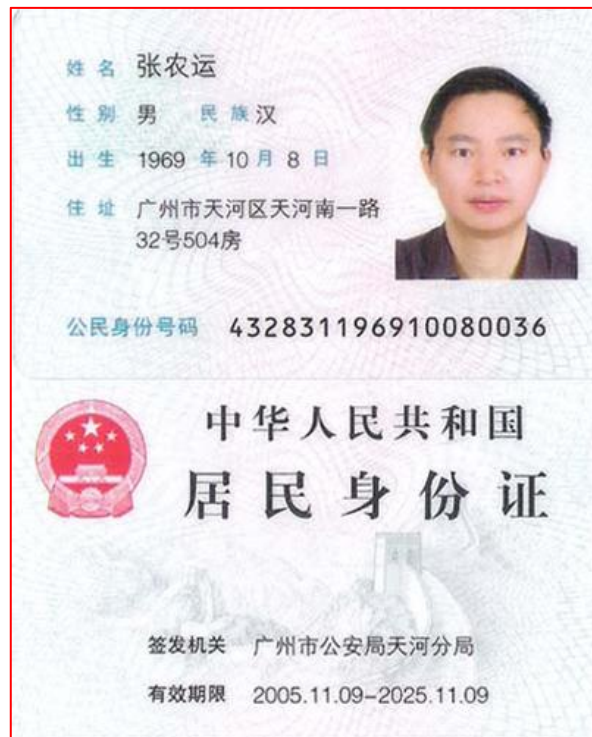 姓名 张农运
性别 男 民族 汉
出生 1969 年 10 月 8 日
住址 广州市天河区天河南一路
32号504房
公民身份号码 432831196910080036
中华人民共和国
居民身份证
签发机关 广州市公安局天河分局
有效期限 2005.11.09-2025.11.09